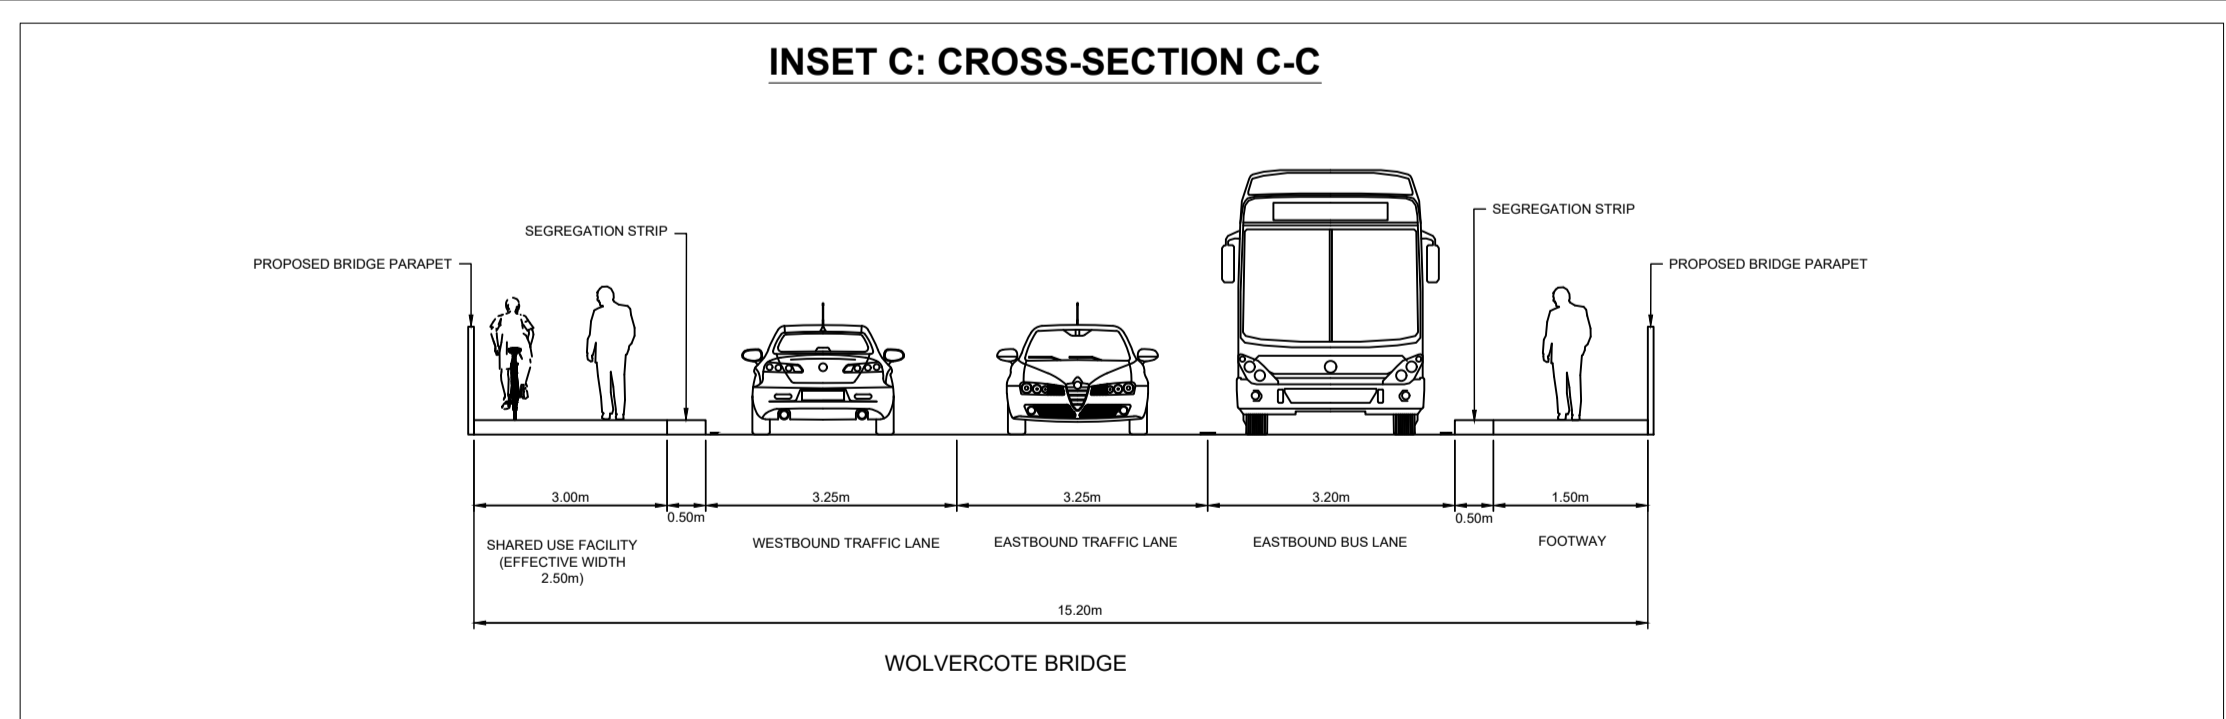 INSET C: CROSS-SECTION C-C
SEGREGATION STRIP
SEGREGATION STRIP
PROPOSED BRIDGE PARAPET
PROPOSED BRIDGE PARAPET
3.00m
0.50m
3.25m
3.25m
3.20m
0.50m
1.50m
SHARED USE FACILITY
(EFFECTIVE WIDTH
2.50m)
WESTBOUND TRAFFIC LANE
EASTBOUND TRAFFIC LANE
EASTBOUND BUS LANE
FOOTWAY
15.20m
WOLVERCOTE BRIDGE